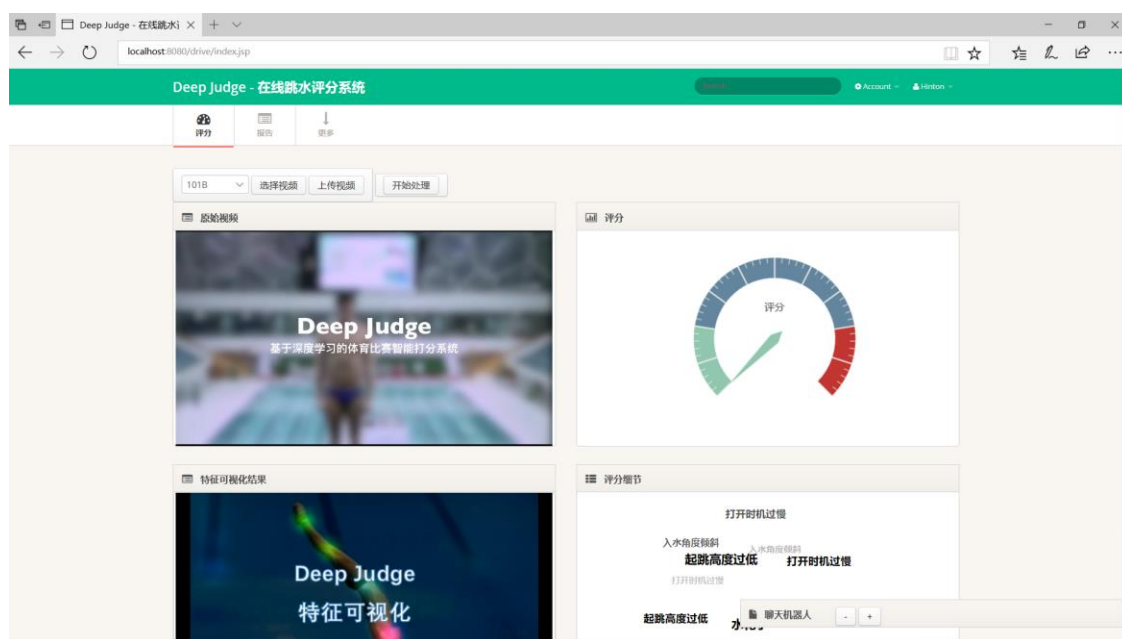 Deep Judge - 在线跳水
localhost:8080/drive/index.jsp
Deep Judge - 在线跳水评分系统
Account
Hinton
评分
报告
更多
101B
选择视频
上传视频
开始处理
原始视频
评分
Deep Judge
基于深度学习的体育比赛智能打分系统
评分
特征可视化结果
评分细节
Deep Judge
特征可视化
打开时机过慢
入水角度倾斜
入水角度倾斜
起跳高度过低
打开时机过慢
打开时机过慢
起跳高度过低
聊天机器人
- +